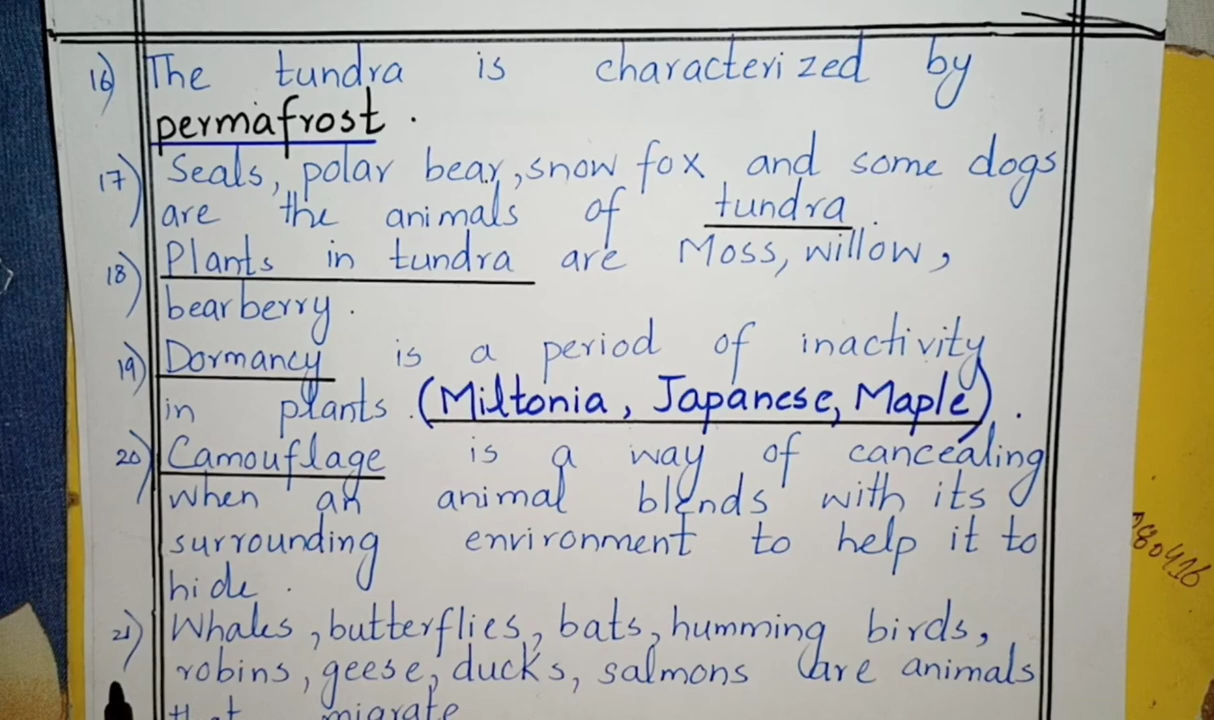 16) The tundra is characterized by
permafrost.
17) Seals, polar bear, snow fox and some dogs
are the animals of tundra.
18) Plants in tundra are Moss, willow,
bearberry.
19) Dormancy is a period of inactivity
in plants. (Miltonia, Japanese, Maple).
20) Camouflage is a way of cancealing
when an animal blends with its
surrounding environment to help it to
hide.
21) Whales, butterflies, bats, humming birds,
robins, geese, ducks, salmons are animals
that migrate